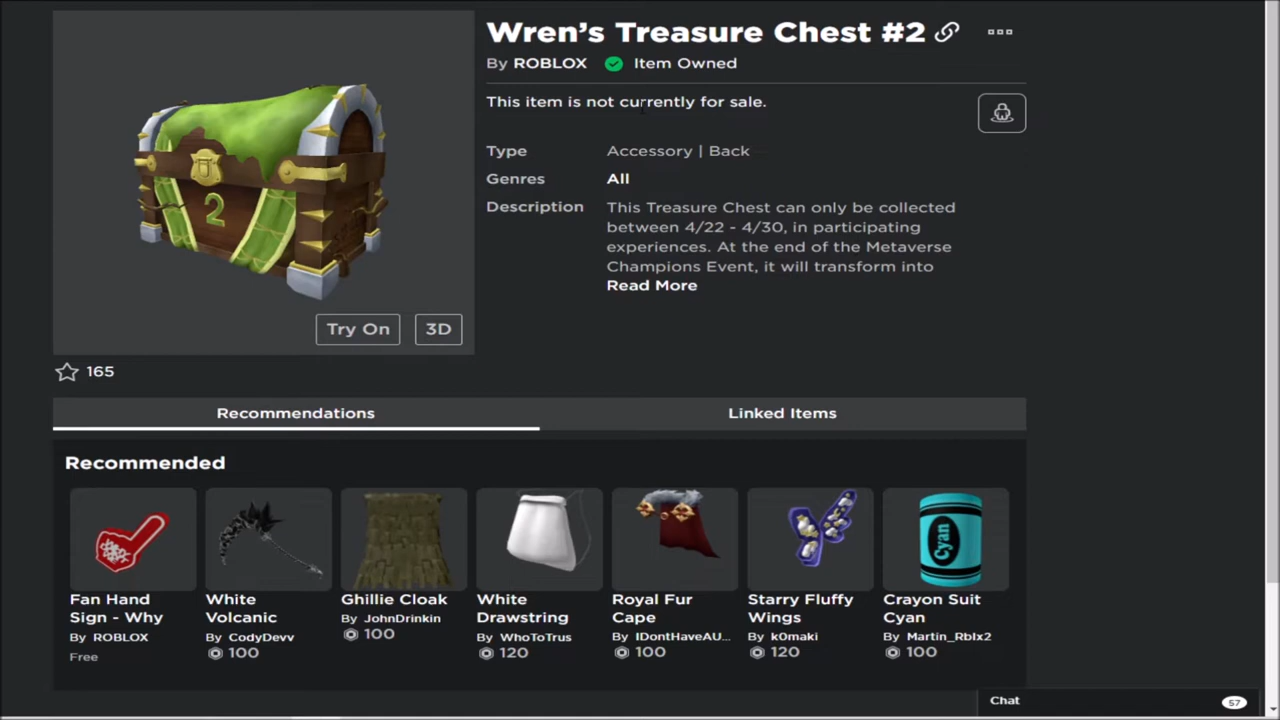 Wren's Treasure Chest #2
By ROBLOX Item Owned
This item is not currently for sale.
Type Accessory | Back
Genres All
Description This Treasure Chest can only be collected
between 4/22 - 4/30, in participating
experiences. At the end of the Metaverse
Champions Event, it will transform into
Read More
2
Try On 3D
165
Recommendations Linked Items
Recommended
Cyan
Fan Hand
Sign - Why
By ROBLOX
Free
White
Volcanic
By CodyDevv
100
Ghillie Cloak
By JohnDrinkin
100
White
Drawstring
By WhoToTrus
120
Royal Fur
Cape
By IDontHaveAU...
100
Starry Fluffy
Wings
By k0maki
120
Crayon Suit
Cyan
By Martin_Rblx2
100
Chat 57